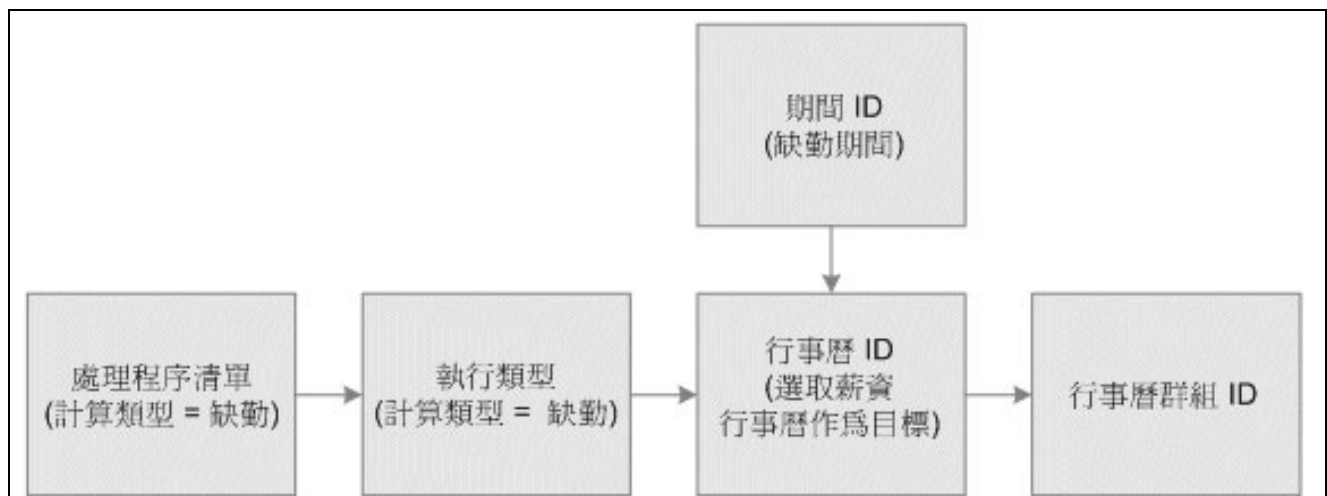 期間 ID
(缺勤期間)
處理程序清單
(計算類型 = 缺勤)
執行類型
(計算類型 = 缺勤)
行事曆 ID
(選取薪資
行事曆作爲目標)
行事曆群組 ID